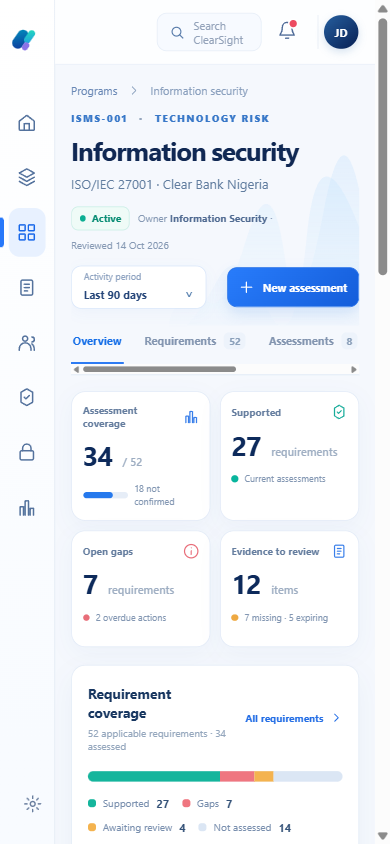 Search
ClearSight
JD
Programs > Information security
ISMS-001 · TECHNOLOGY RISK
Information security
ISO/IEC 27001 · Clear Bank Nigeria
Active Owner Information Security ·
Reviewed 14 Oct 2026
Activity period
Last 90 days
+ New assessment
Overview Requirements 52 Assessments 8
Assessment
coverage
34 / 52
18 not
confirmed
Supported
27 requirements
Current assessments
Open gaps
7 requirements
2 overdue actions
Evidence to review
12 items
7 missing · 5 expiring
Requirement
coverage
52 applicable requirements · 34
assessed
All requirements >
Supported 27 Gaps 7
Awaiting review 4 Not assessed 14